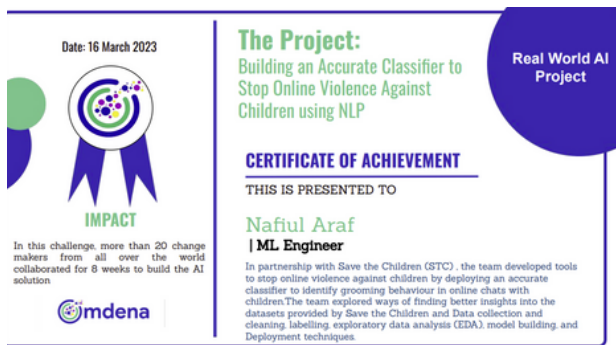 Date: 16 March 2023
IMPACT
In this challenge, more than 20 change
makers from all over the world
collaborated for 8 weeks to build the AI
solution
Omdena
The Project:
Building an Accurate Classifier to
Stop Online Violence Against
Children using NLP
Real World AI
Project
CERTIFICATE OF ACHIEVEMENT
THIS IS PRESENTED TO
Nafiul Araf
| ML Engineer
In partnership with Save the Children (STC) , the team developed tools
to stop online violence against children by deploying an accurate
classifier to identify grooming behaviour in online chats with
children.The team explored ways of finding better insights into the
datasets provided by Save the Children and Data collection and
cleaning, labelling, exploratory data analysis (EDA), model building, and
Deployment techniques.